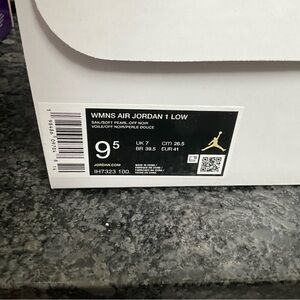 WMNS AIR JORDAN 1 LOW
SAIL/SOFT PEARL-OFF NOIR
VOILE/OFF NOIR/PERLE DOUCE
9.5
UK 7 CM 26.5
BR 39.5 EUR 41
JORDAN.COM
IH7323 100